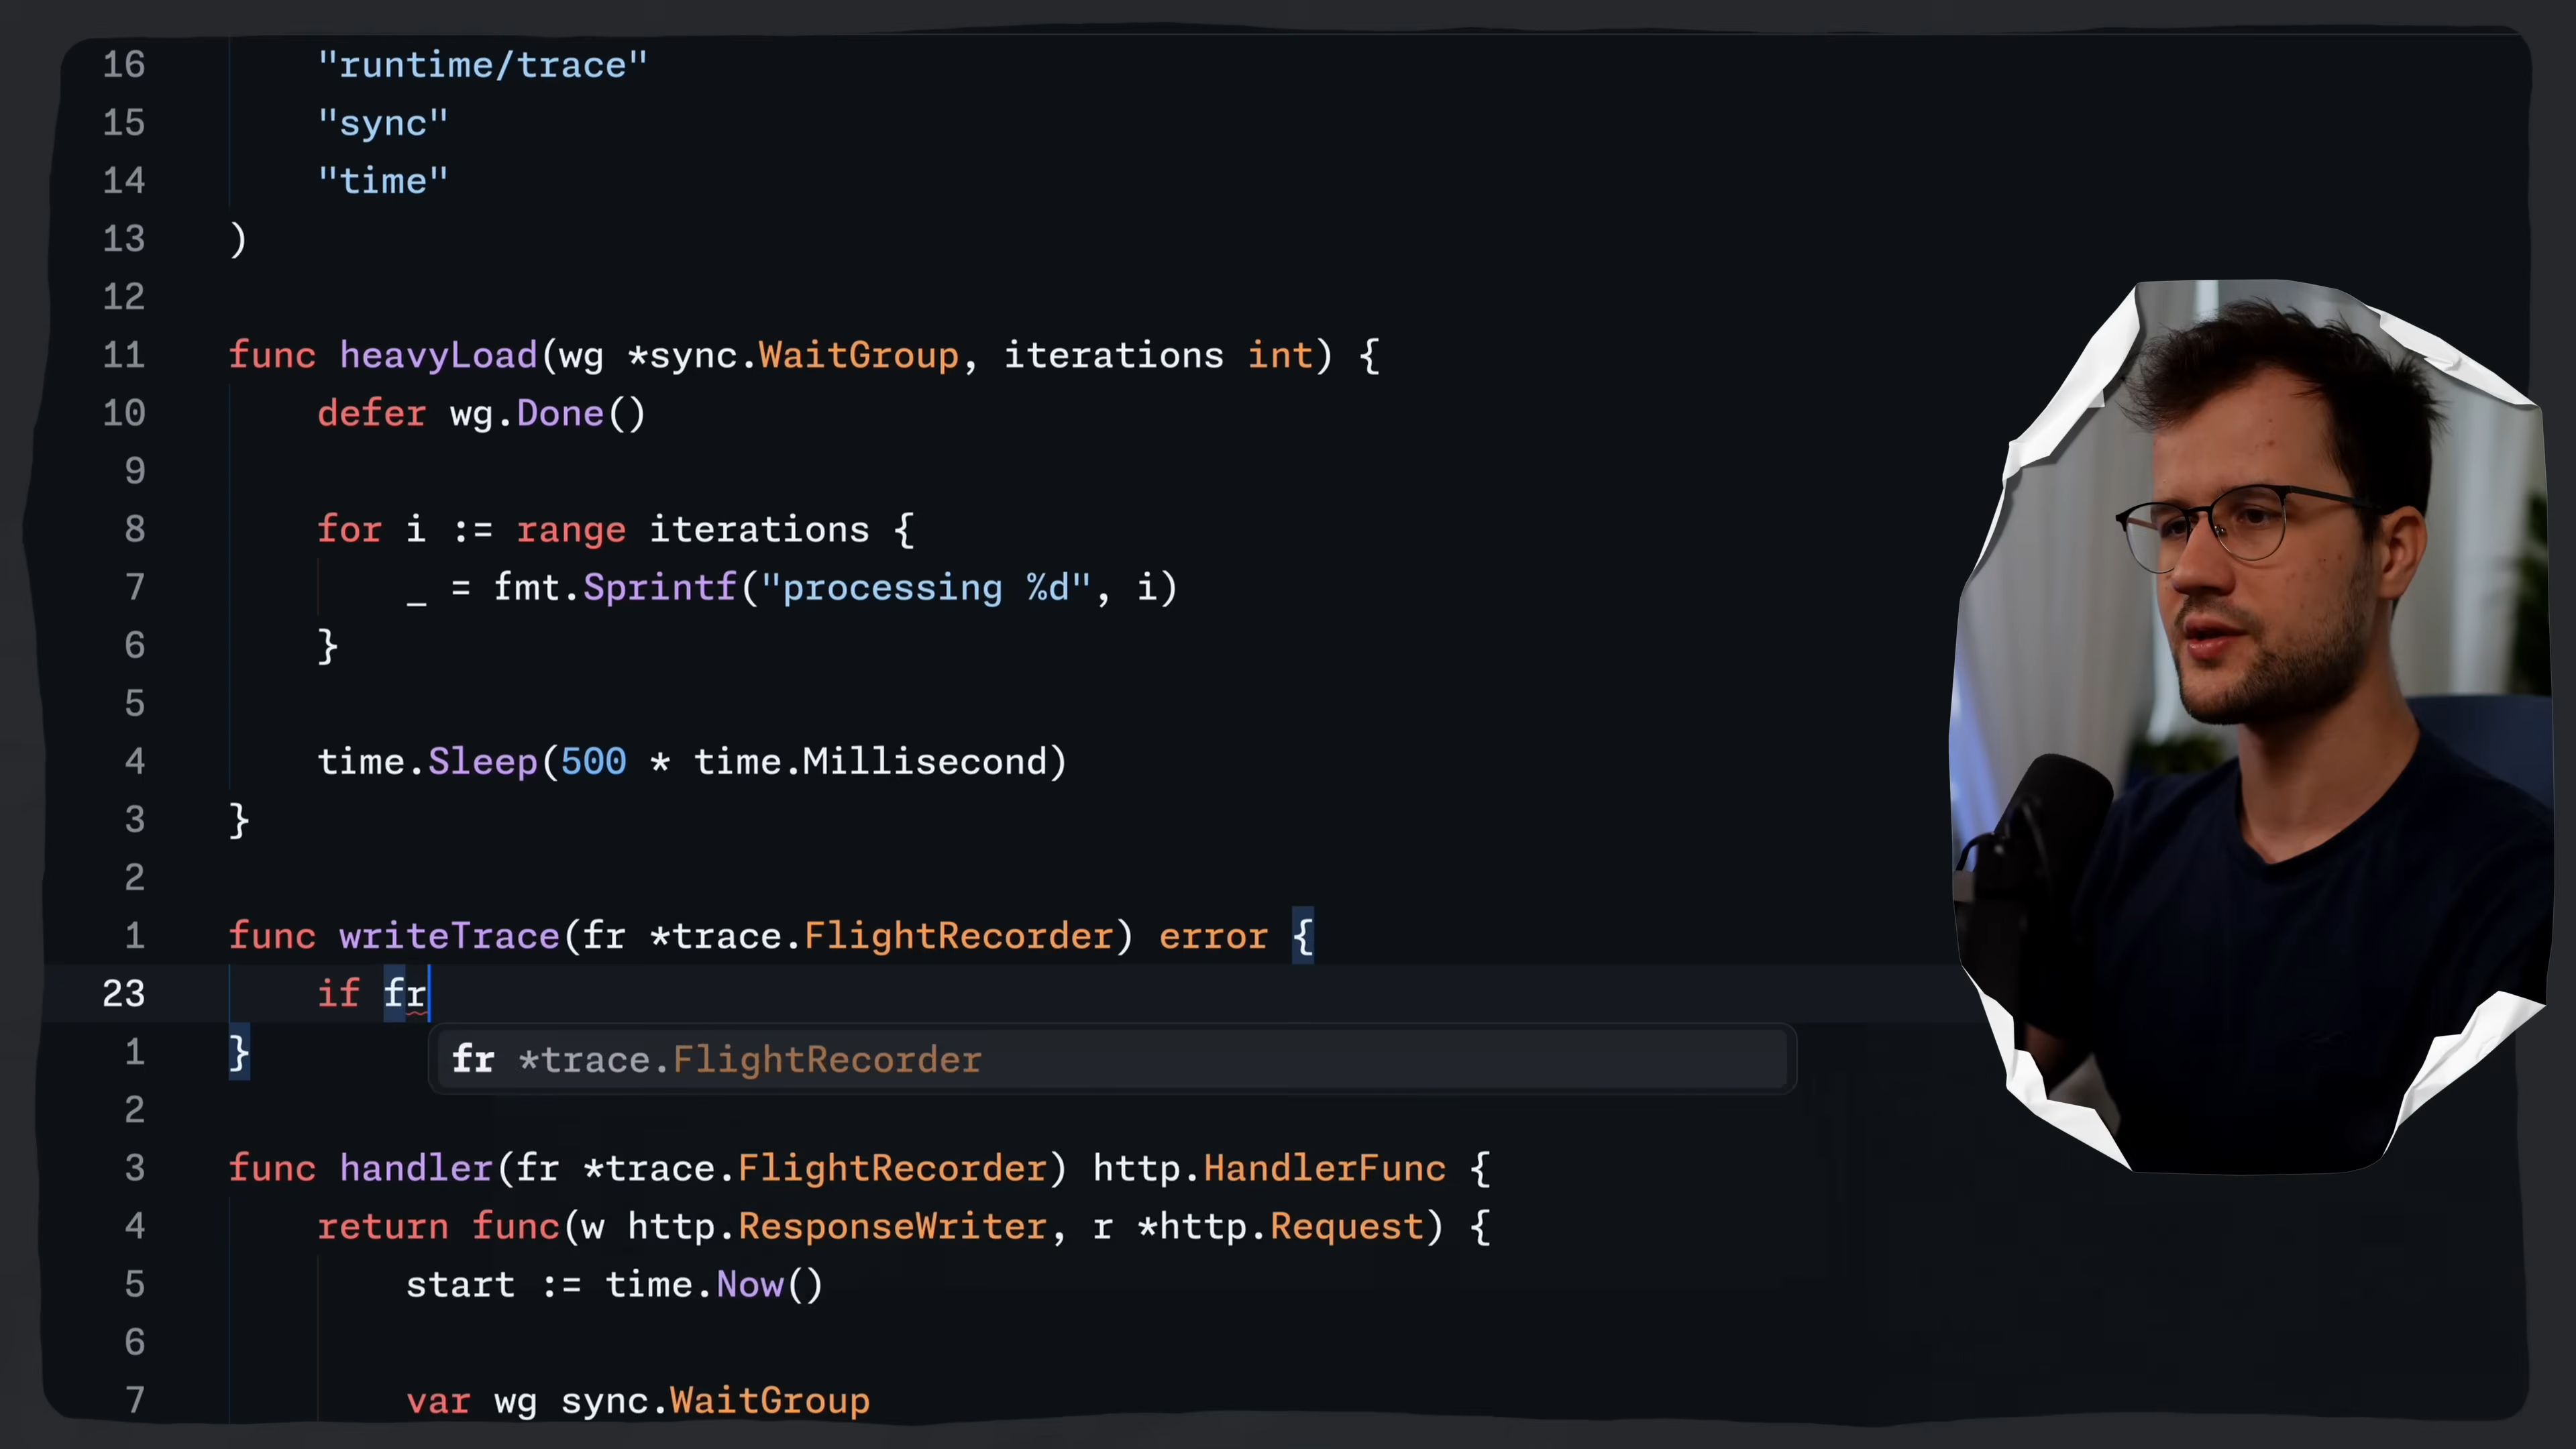 16 "runtime/trace"
15 "sync"
14 "time"
13 )
12
11 func heavyLoad(wg *sync.WaitGroup, iterations int) {
10 defer wg.Done()
9
8 for i := range iterations {
7 _ = fmt.Sprintf("processing %d", i)
6 }
5
4 time.Sleep(500 * time.Millisecond)
3 }
2
1 func writeTrace(fr *trace.FlightRecorder) error {
23 if fr
1 }
fr *trace.FlightRecorder
2
3 func handler(fr *trace.FlightRecorder) http.HandlerFunc {
4 return func(w http.ResponseWriter, r *http.Request) {
5 start := time.Now()
6
7 var wg sync.WaitGroup